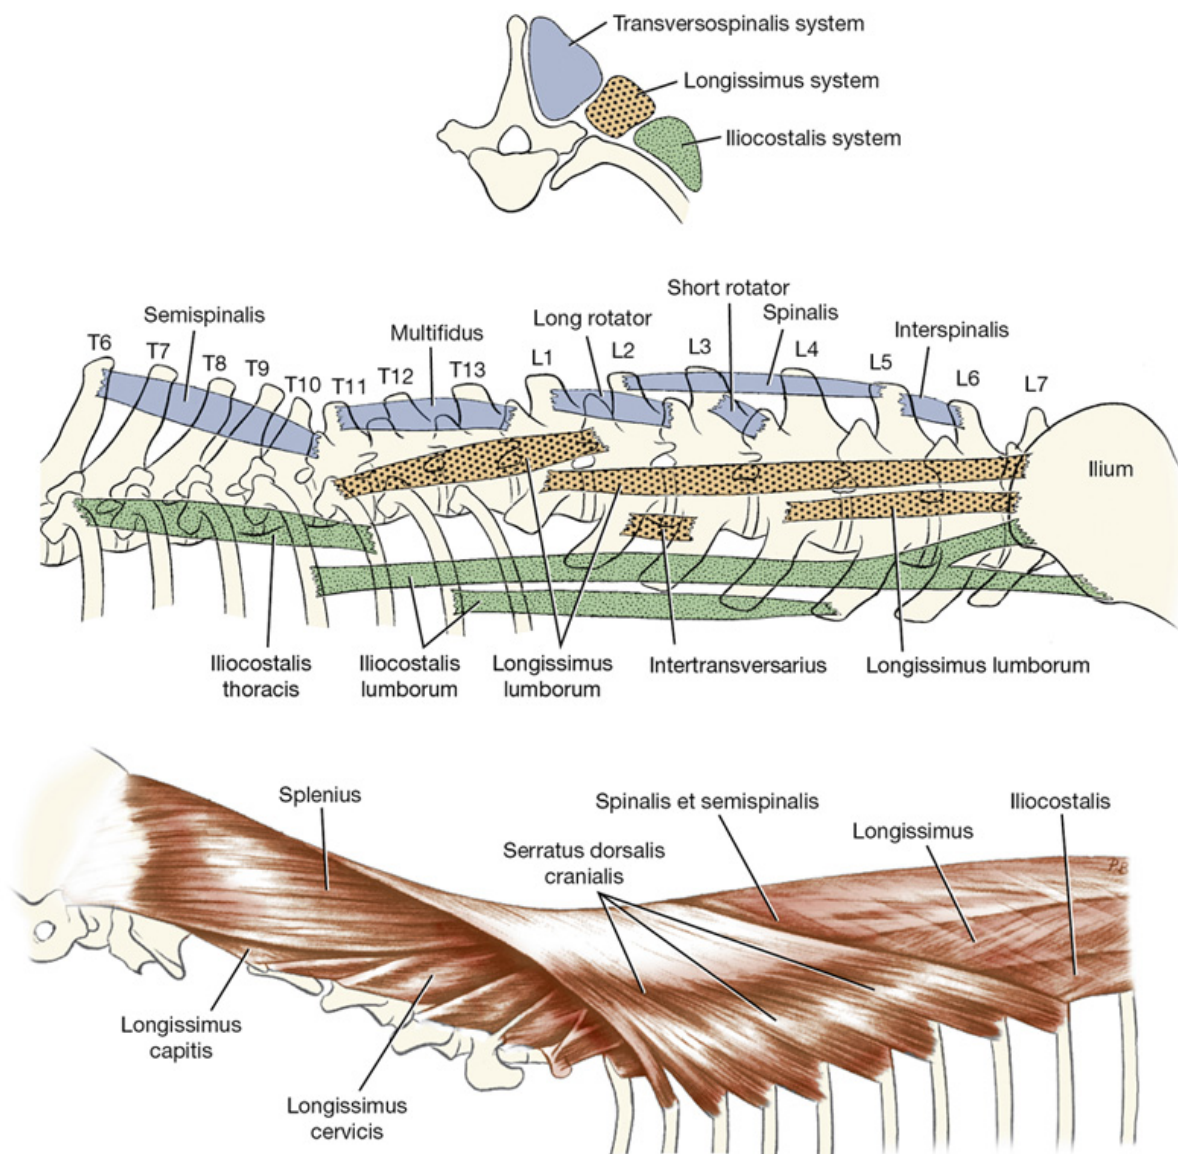 Transversospinalis system
Longissimus system
Iliocostalis system
Short rotator
Semispinalis
Spinalis
Long rotator
Interspinalis
Multifidus
T6
T7
T8
T9
T10
T11
T12
T13
L1
L2
L3
L4
L5
L6
L7
Ilium
Iliocostalis
thoracis
Iliocostalis
lumborum
Longissimus
lumborum
Intertransversarius
Longissimus lumborum
Splenius
Spinalis et semispinalis
Iliocostalis
Longissimus
Serratus dorsalis
cranialis
Longissimus
capitis
Longissimus
cervicis